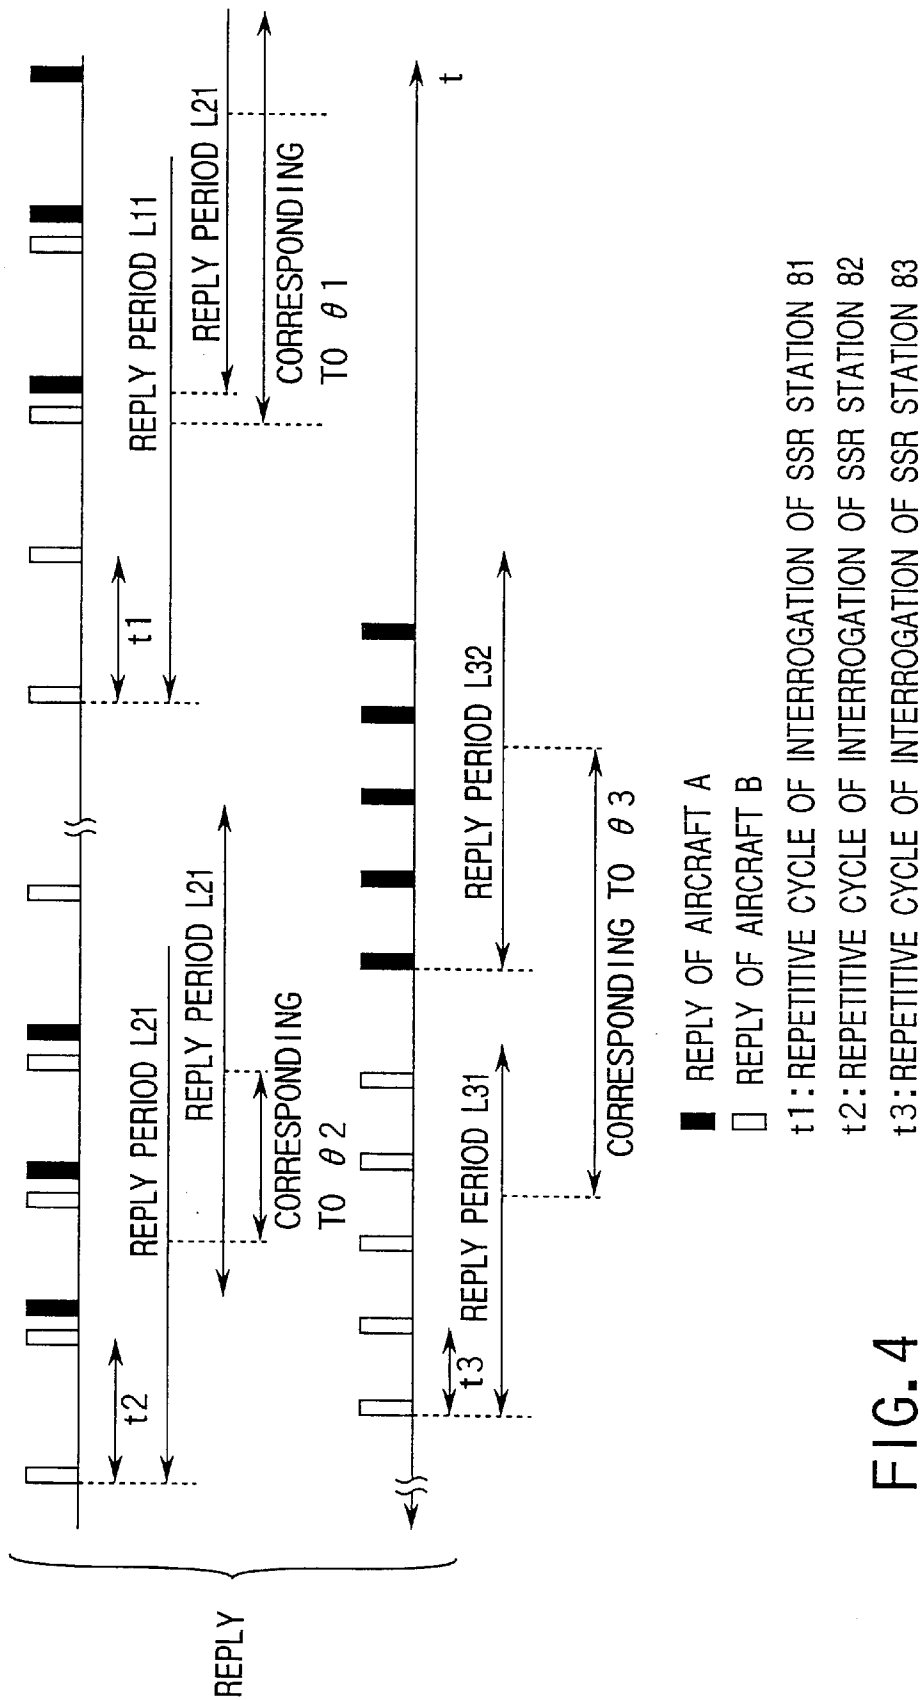 REPLY
t2
REPLY PERIOD L21
REPLY PERIOD L21
CORRESPONDING
TO θ2
t1
REPLY PERIOD L11
REPLY PERIOD L21
CORRESPONDING
TO θ1
t3
REPLY PERIOD L31
REPLY PERIOD L32
CORRESPONDING TO θ3
t
REPLY OF AIRCRAFT A
REPLY OF AIRCRAFT B
t1:REPETITIVE CYCLE OF INTERROGATION OF SSR STATION 81
t2:REPETITIVE CYCLE OF INTERROGATION OF SSR STATION 82
t3:REPETITIVE CYCLE OF INTERROGATION OF SSR STATION 83
FIG. 4